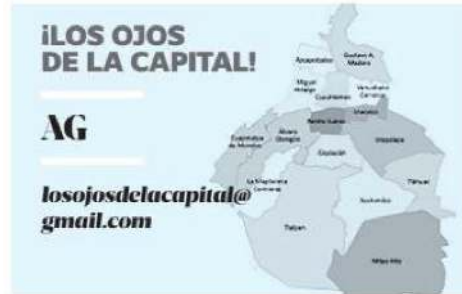 ¡LOS OJOS
DE LA CAPITAL!
AG
losojosdelacapital@
gmail.com
Gustavo A.
Madero
Azcapotzalco
Miguel
Hidalgo
Venustiano
Carranza
Cuauhtémoc
Iztacalco
Benito Juárez
Cuajimalpa
de Morelos
Álvaro
Obregón
Iztapalapa
Coyoacán
La Magdalena
Contreras
Tláhuac
Xochimilco
Tlalpan
Milpa Alta